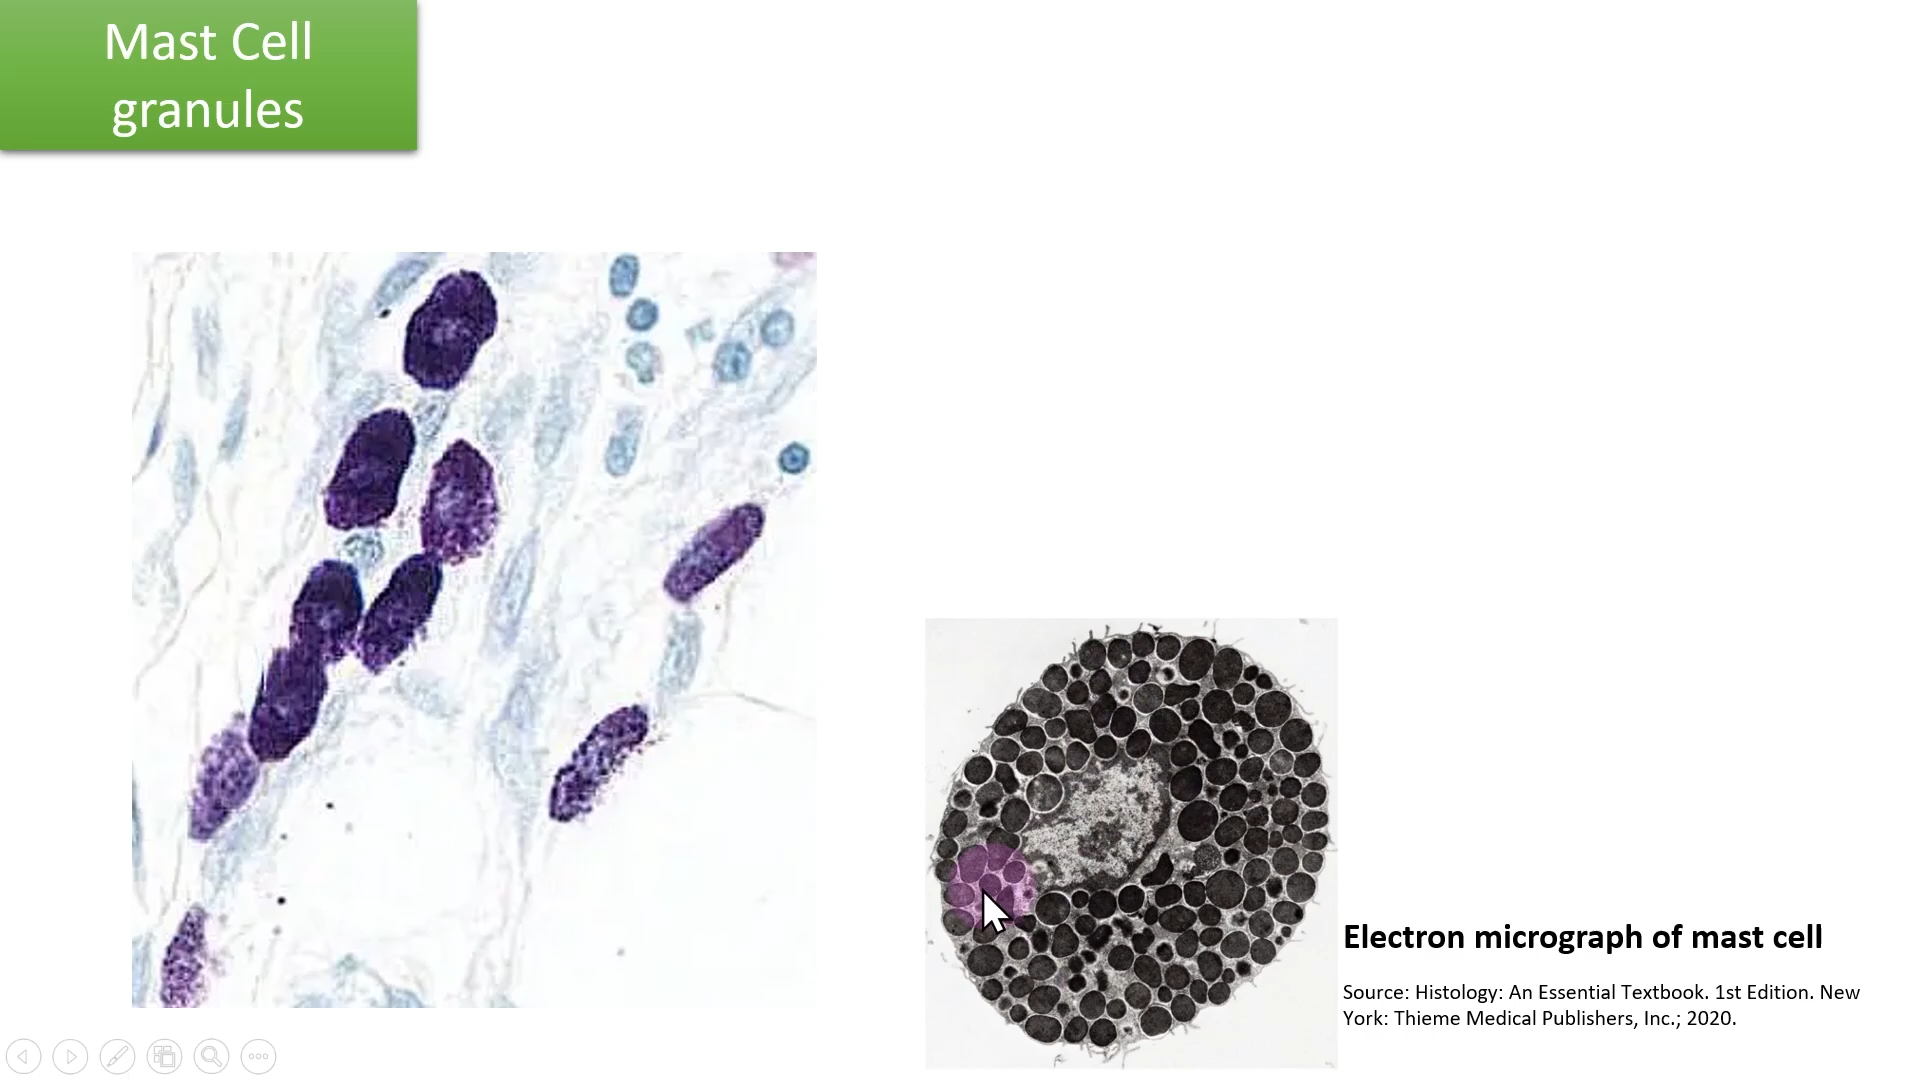 Mast Cell
granules
Electron micrograph of mast cell
Source: Histology: An Essential Textbook. 1st Edition. New
York: Thieme Medical Publishers, Inc.; 2020.